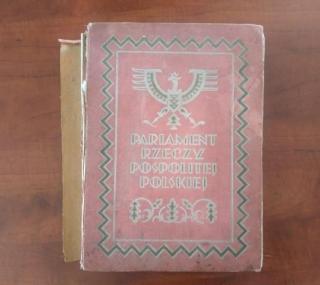 PARLAMENT
RZECZY
POSPOLITEJ
POLSKIEJ